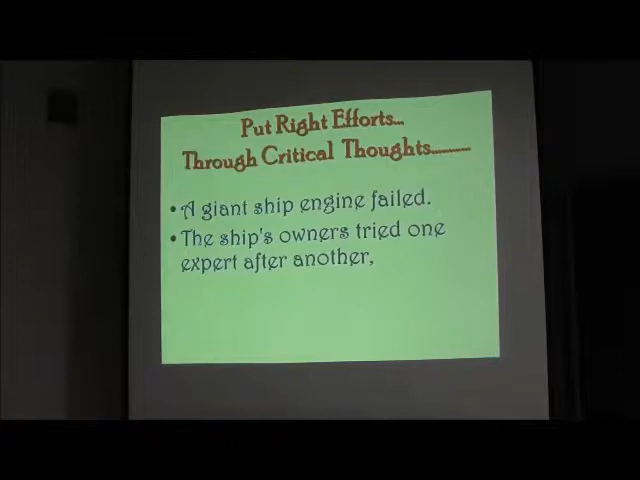 Put Right Efforts...
Through Critical Thoughts..........
• A giant ship engine failed.
• The ship's owners tried one
expert after another,